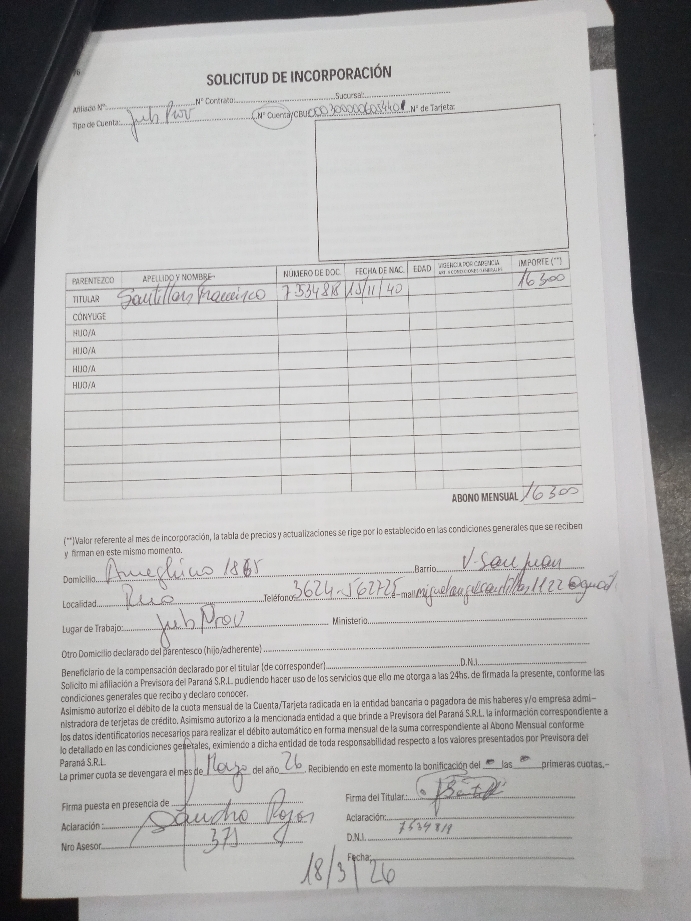 SOLICITUD DE INCORPORACIÓN
Afiliado N°: N° Contrato: Sucursal:
Tipo de Cuenta: Jub Prov (N° Cuenta/CBU: N° de Tarjeta:
PARENTEZCO APELLIDO Y NOMBRE NÚMERO DE DOC. FECHA DE NAC. EDAD VIGENCIA POR CARENCIA IMPORTE (**)
TITULAR Santillan Francisco 7534818 /11/40 16300
CÓNYUGE
HIJO/A
HIJO/A
HIJO/A
HIJO/A
ABONO MENSUAL 16300
(**)Valor referente al mes de incorporación, la tabla de precios y actualizaciones se rige por lo establecido en las condiciones generales que se reciben
y firman en este mismo momento.
Domicilio Ameghino Barrio V. San Juan
Localidad Teléfono: 3624-562725 e-mail
Lugar de Trabajo: Jub Prov Ministerio
Otro Domicilio declarado del parentesco (hijo/adherente)
Beneficiario de la compensación declarado por el titular (de corresponder) D.N.I.
Solicito mi afiliación a Previsora del Paraná S.R.L. pudiendo hacer uso de los servicios que ello me otorga a las 24hs. de firmada la presente, conforme las
condiciones generales que recibo y declaro conocer.
Asimismo autorizo el débito de la cuota mensual de la Cuenta/Tarjeta radicada en la entidad bancaria o pagadora de mis haberes y/o empresa admi-
nistradora de terjetas de crédito. Asimismo autorizo a la mencionada entidad a que brinde a Previsora del Paraná S.R.L. la información correspondiente a
los datos identificatorios necesarios para realizar el débito automático en forma mensual de la suma correspondiente al Abono Mensual conforme
lo detallado en las condiciones generales, eximiendo a dicha entidad de toda responsabilidad respecto a los valores presentados por Previsora del
Paraná S.R.L.
La primer cuota se devengara el mes de Marzo del año 26. Recibiendo en este momento la bonificación del las primeras cuotas.-
Firma puesta en presencia de Firma del Titular:
Aclaración: Sancho Rojas Aclaración:
Nro Asesor 371 D.N.I. 7534818
Fecha: 18/3/26